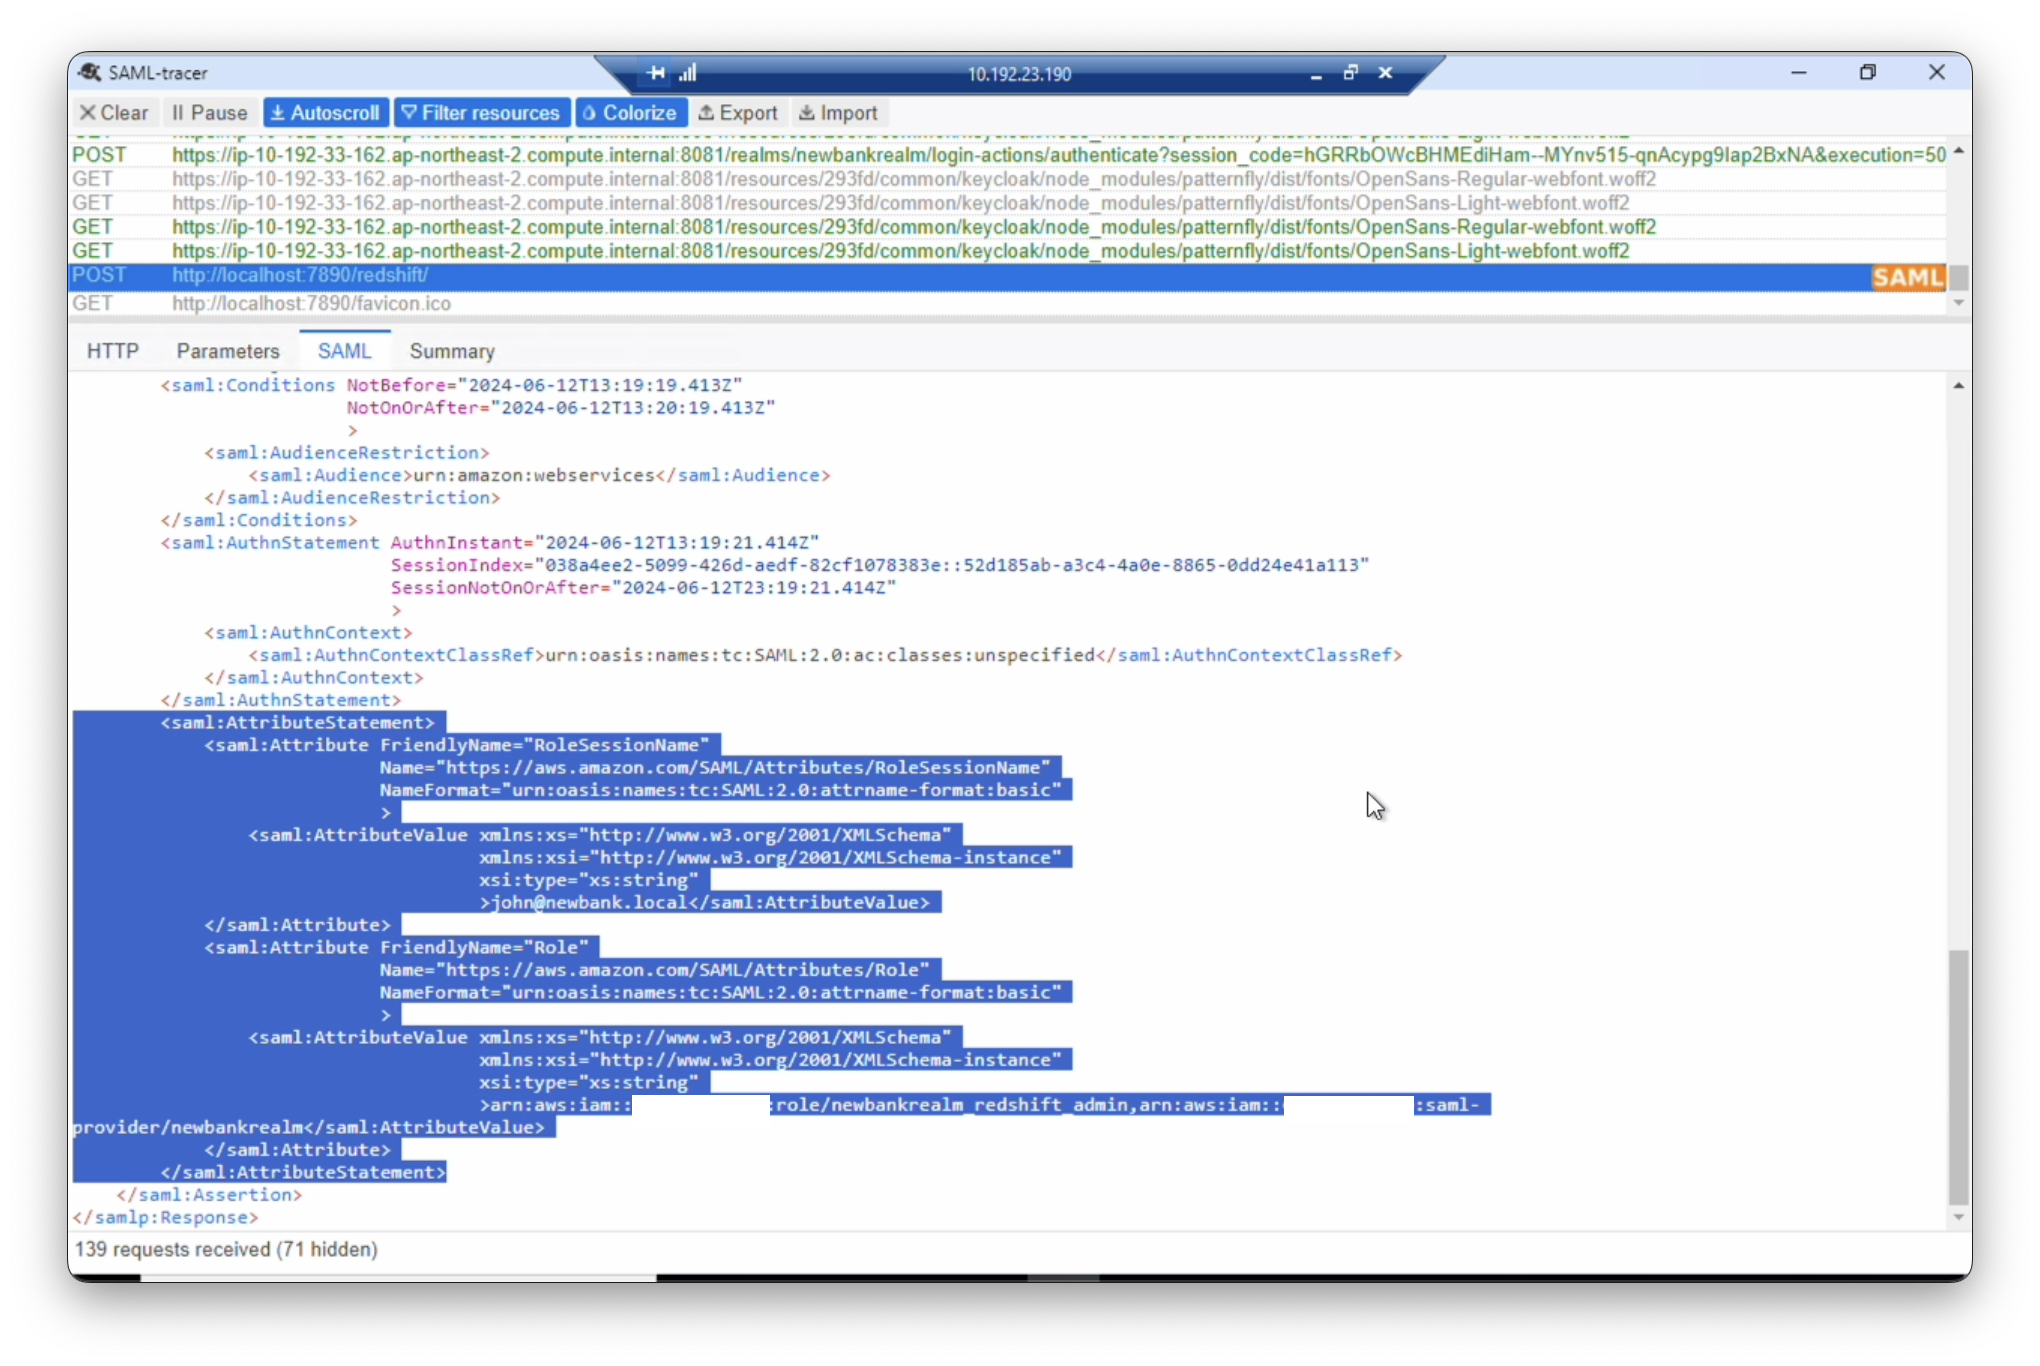 SAML-tracer
10.192.23.190
Clear Pause Autoscroll Filter resources Colorize Export Import
POST https://ip-10-192-33-162.ap-northeast-2.compute.internal:8081/realms/newbankrealm/login-actions/authenticate?session_code=hGRRbOWcBHMEdiHam--MYnv515-qnAcypg9Iap2BxNA&execution=50
GET https://ip-10-192-33-162.ap-northeast-2.compute.internal:8081/resources/293fd/common/keycloak/node_modules/patternfly/dist/fonts/OpenSans-Regular-webfont.woff2
GET https://ip-10-192-33-162.ap-northeast-2.compute.internal:8081/resources/293fd/common/keycloak/node_modules/patternfly/dist/fonts/OpenSans-Light-webfont.woff2
GET https://ip-10-192-33-162.ap-northeast-2.compute.internal:8081/resources/293fd/common/keycloak/node_modules/patternfly/dist/fonts/OpenSans-Regular-webfont.woff2
GET https://ip-10-192-33-162.ap-northeast-2.compute.internal:8081/resources/293fd/common/keycloak/node_modules/patternfly/dist/fonts/OpenSans-Light-webfont.woff2
POST http://localhost:7890/redshift/ SAML
GET http://localhost:7890/favicon.ico
HTTP Parameters SAML Summary
<saml:Conditions NotBefore="2024-06-12T13:19:19.413Z"
NotOnOrAfter="2024-06-12T13:20:19.413Z"
>
<saml:AudienceRestriction>
<saml:Audience>urn:amazon:webservices</saml:Audience>
</saml:AudienceRestriction>
</saml:Conditions>
<saml:AuthnStatement AuthnInstant="2024-06-12T13:19:21.414Z"
SessionIndex="038a4ee2-5099-426d-aedf-82cf1078383e::52d185ab-a3c4-4a0e-8865-0dd24e41a113"
SessionNotOnOrAfter="2024-06-12T23:19:21.414Z"
>
<saml:AuthnContext>
<saml:AuthnContextClassRef>urn:oasis:names:tc:SAML:2.0:ac:classes:unspecified</saml:AuthnContextClassRef>
</saml:AuthnContext>
</saml:AuthnStatement>
<saml:AttributeStatement>
<saml:Attribute FriendlyName="RoleSessionName"
Name="https://aws.amazon.com/SAML/Attributes/RoleSessionName"
NameFormat="urn:oasis:names:tc:SAML:2.0:attrname-format:basic"
>
<saml:AttributeValue xmlns:xs="http://www.w3.org/2001/XMLSchema"
xmlns:xsi="http://www.w3.org/2001/XMLSchema-instance"
xsi:type="xs:string"
>john@newbank.local</saml:AttributeValue>
</saml:Attribute>
<saml:Attribute FriendlyName="Role"
Name="https://aws.amazon.com/SAML/Attributes/Role"
NameFormat="urn:oasis:names:tc:SAML:2.0:attrname-format:basic"
>
<saml:AttributeValue xmlns:xs="http://www.w3.org/2001/XMLSchema"
xmlns:xsi="http://www.w3.org/2001/XMLSchema-instance"
xsi:type="xs:string"
>arn:aws:iam:: :role/newbankrealm_redshift_admin,arn:aws:iam:: :saml-
provider/newbankrealm</saml:AttributeValue>
</saml:Attribute>
</saml:AttributeStatement>
</saml:Assertion>
</samlp:Response>
139 requests received (71 hidden)